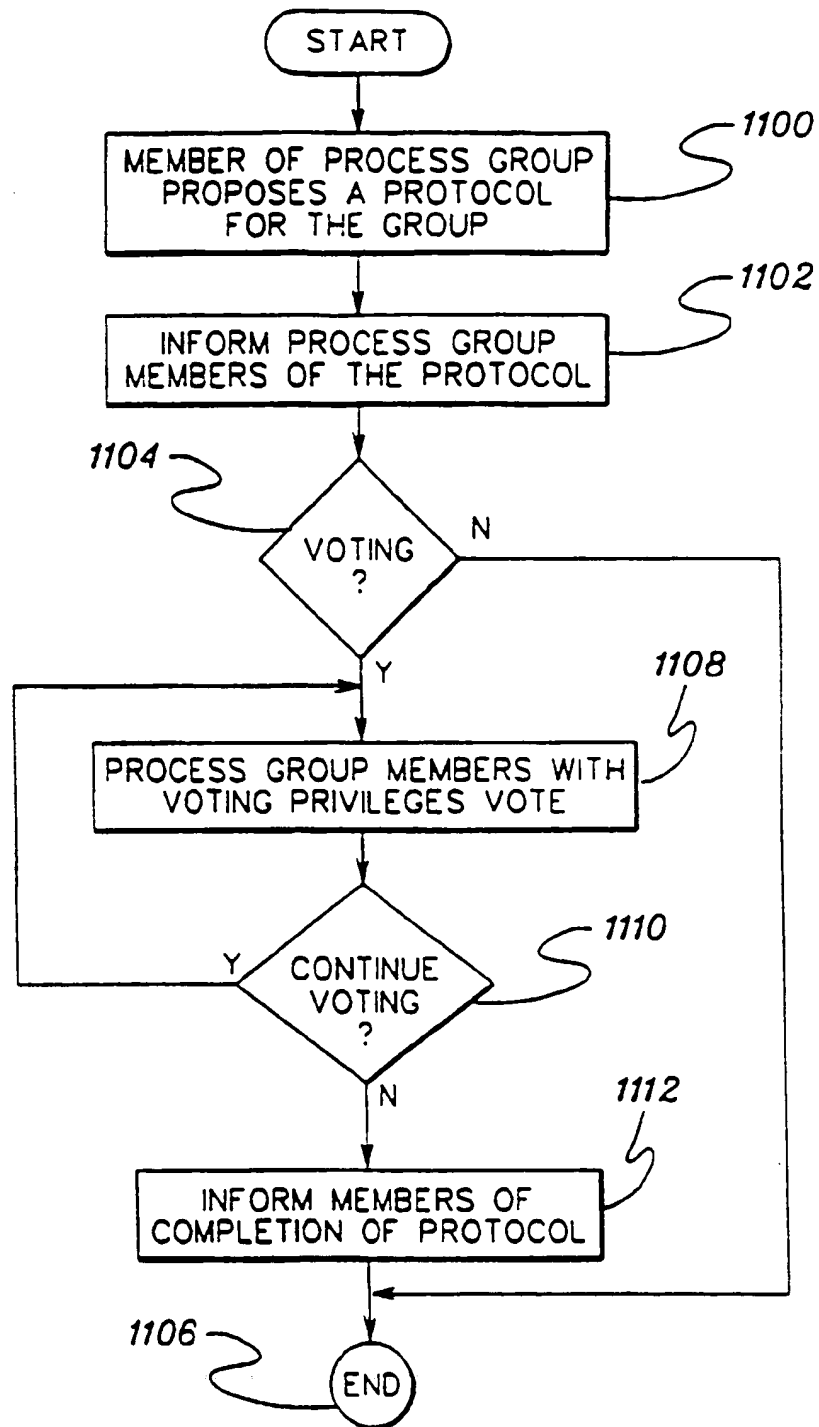 START
MEMBER OF PROCESS GROUP
PROPOSES A PROTOCOL
FOR THE GROUP
1100
INFORM PROCESS GROUP
MEMBERS OF THE PROTOCOL
1102
1104
VOTING
?
N
Y
1108
PROCESS GROUP MEMBERS WITH
VOTING PRIVILEGES VOTE
1110
Y
CONTINUE
VOTING
?
N
1112
INFORM MEMBERS OF
COMPLETION OF PROTOCOL
1106
END